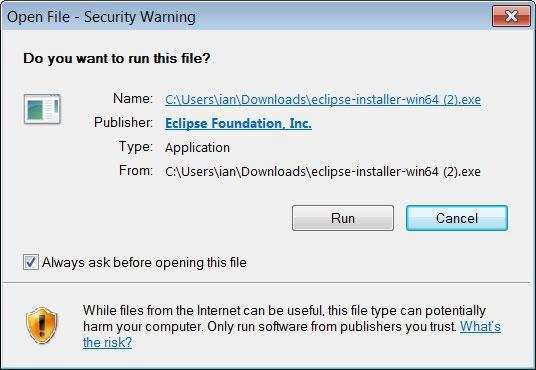 Open File - Security Warning
Do you want to run this file?
Name: C:\Users\ian\Downloads\eclipse-installer-win64 (2).exe
Publisher: Eclipse Foundation, Inc.
Type: Application
From: C:\Users\ian\Downloads\eclipse-installer-win64 (2).exe
Run Cancel
Always ask before opening this file
While files from the Internet can be useful, this file type can potentially
harm your computer. Only run software from publishers you trust. What's
the risk?